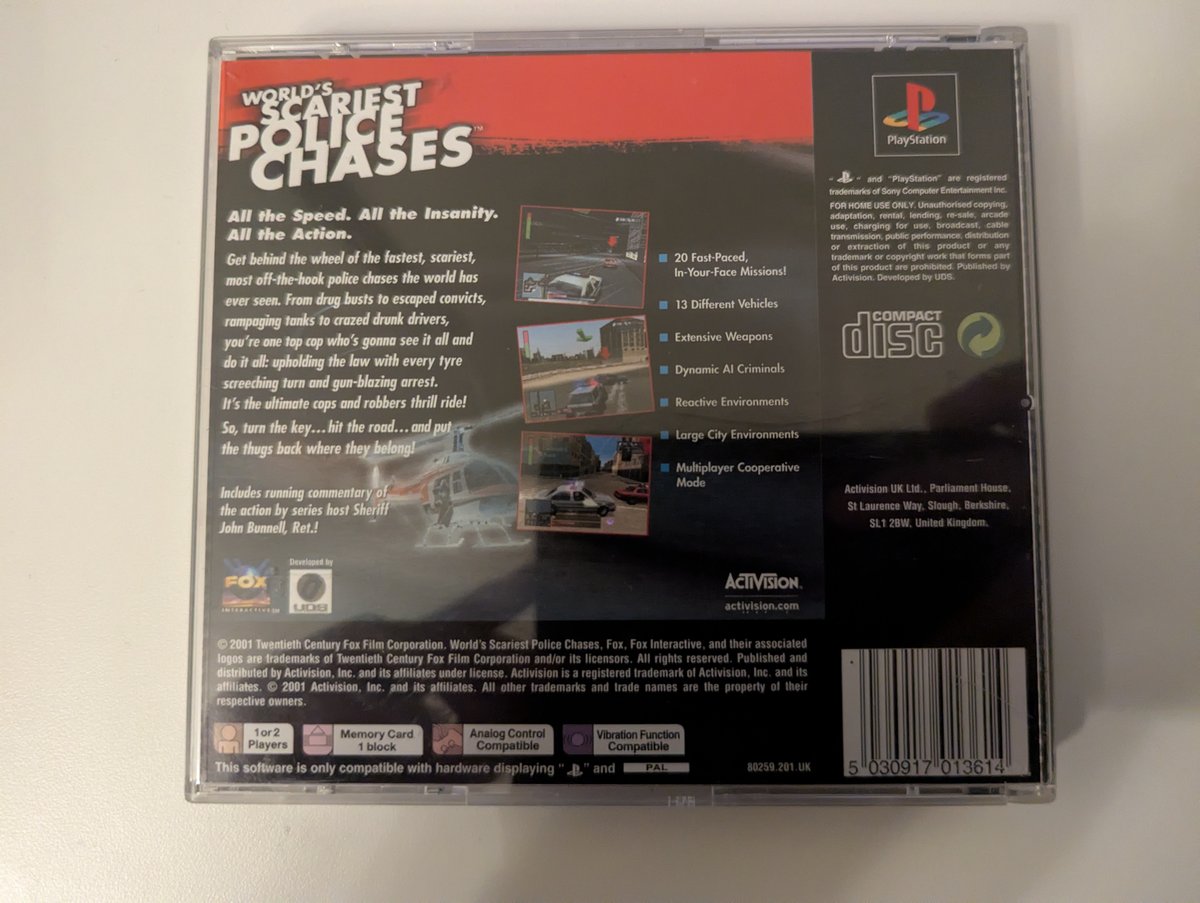 WORLD'S
SCARIEST
POLICE
CHASES™
All the Speed. All the Insanity.
All the Action.
Get behind the wheel of the fastest, scariest,
most off-the-hook police chases the world has
ever seen. From drug busts to escaped convicts,
rampaging tanks to crazed drunk drivers,
you're one top cop who's gonna see it all and
do it all: upholding the law with every tyre
screeching turn and gun-blazing arrest.
It's the ultimate cops and robbers thrill ride!
So, turn the key...hit the road...and put
the thugs back where they belong!
Includes running commentary of
the action by series host Sheriff
John Bunnell, Ret.!
FOX
INTERACTIVE™
Developed by
UDS
20 Fast-Paced,
In-Your-Face Missions!
13 Different Vehicles
Extensive Weapons
Dynamic AI Criminals
Reactive Environments
Large City Environments
Multiplayer Cooperative
Mode
ACTIVISION.
activision.com
PlayStation
" " and "PlayStation" are registered
trademarks of Sony Computer Entertainment Inc.
FOR HOME USE ONLY. Unauthorised copying,
adaptation, rental, lending, re-sale, arcade
use, charging for use, broadcast, cable
transmission, public performance, distribution
or extraction of this product or any
trademark or copyright work that forms part
of this product are prohibited. Published by
Activision. Developed by UDS.
COMPACT
disc
Activision UK Ltd., Parliament House,
St Laurence Way, Slough, Berkshire,
SL1 2BW, United Kingdom.
© 2001 Twentieth Century Fox Film Corporation. World's Scariest Police Chases, Fox, Fox Interactive, and their associated
logos are trademarks of Twentieth Century Fox Film Corporation and/or its licensors. All rights reserved. Published and
distributed by Activision, Inc. and its affiliates under license. Activision is a registered trademark of Activision, Inc. and its
affiliates. © 2001 Activision, Inc. and its affiliates. All other trademarks and trade names are the property of their
respective owners.
1 or 2
Players
Memory Card
1 block
Analog Control
Compatible
Vibration Function
Compatible
This software is only compatible with hardware displaying " " and PAL
80259.201.UK
5 030917 013614